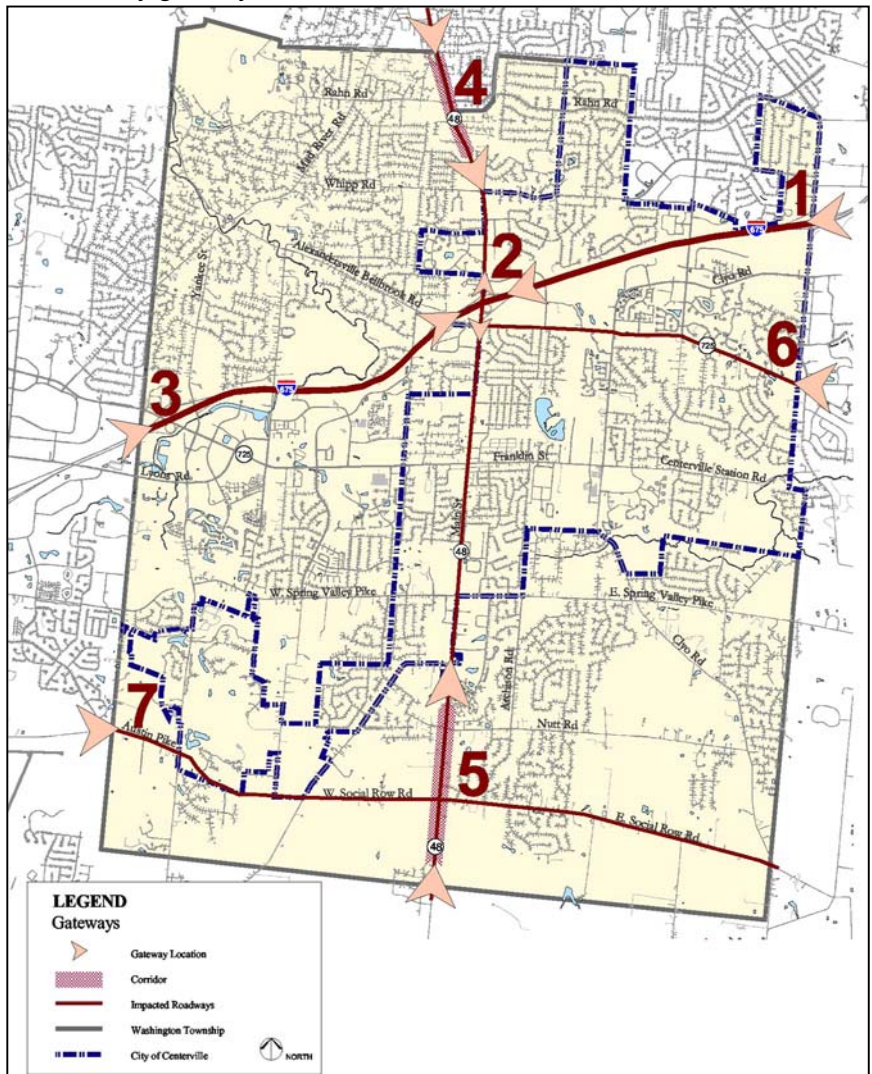 4
Rahn Rd
Rahn Rd
48
Mad River Rd
Whipp Rd
1
675
2
Alexandersville Bellbrook Rd
Clyo Rd
Yankee St
725
6
3
675
725
Lyons Rd.
Franklin St
Centerville Station Rd
Main St
48
W. Spring Valley Pike
E. Spring Valley Pike
Clyo Rd
Atchison Rd
7
Austin Pike
Nutt Rd
5
W. Social Row Rd
E. Social Row Rd
48
LEGEND
Gateways
Gateway Location
Corridor
Impacted Roadways
Washington Township
City of Centerville
NORTH